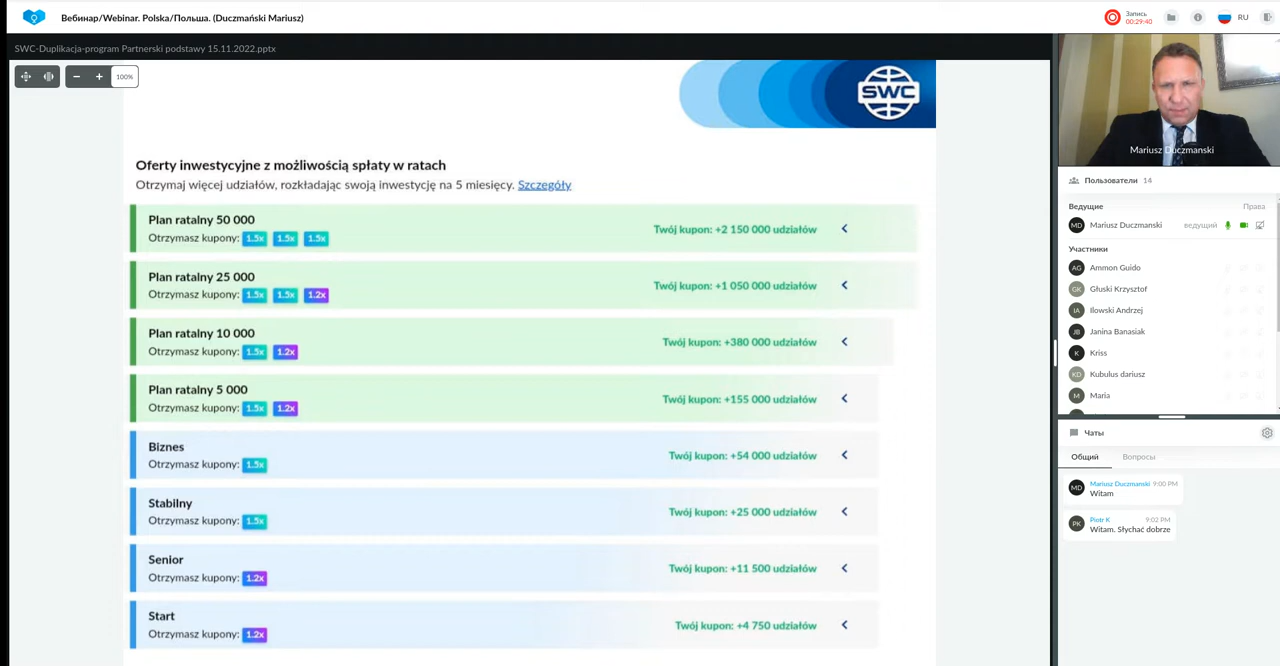 Вебинар/Webinar. Polska/Польша. (Duczmański Mariusz)
Запись
00:29:40
RU
SWC-Duplikacja-program Partnerski podstawy 15.11.2022.pptx
100%
SWC
Oferty inwestycyjne z możliwością spłaty w ratach
Otrzymaj więcej udziałów, rozkładając swoją inwestycję na 5 miesięcy. Szczegóły
Plan ratalny 50 000
Otrzymasz kupony: 1.5x 1.5x 1.5x
Twój kupon: +2 150 000 udziałów
Plan ratalny 25 000
Otrzymasz kupony: 1.5x 1.5x 1.2x
Twój kupon: +1 050 000 udziałów
Plan ratalny 10 000
Otrzymasz kupony: 1.5x 1.2x
Twój kupon: +380 000 udziałów
Plan ratalny 5 000
Otrzymasz kupony: 1.5x 1.2x
Twój kupon: +155 000 udziałów
Biznes
Otrzymasz kupony: 1.5x
Twój kupon: +54 000 udziałów
Stabilny
Otrzymasz kupony: 1.5x
Twój kupon: +25 000 udziałów
Senior
Otrzymasz kupony: 1.2x
Twój kupon: +11 500 udziałów
Start
Otrzymasz kupony: 1.2x
Twój kupon: +4 750 udziałów
Mariusz Duczmanski
Пользователи 14
Ведущие Права
MD Mariusz Duczmanski ведущий
Участники
AG Ammon Guido
GK Głuski Krzysztof
IA Ilowski Andrzej
JB Janina Banasiak
K Kriss
KD Kubulus dariusz
M Maria
Чаты
Общий Вопросы
MD Mariusz Duczmanski 9:00 PM
Witam
PK Piotr K 9:02 PM
Witam. Słychać dobrze